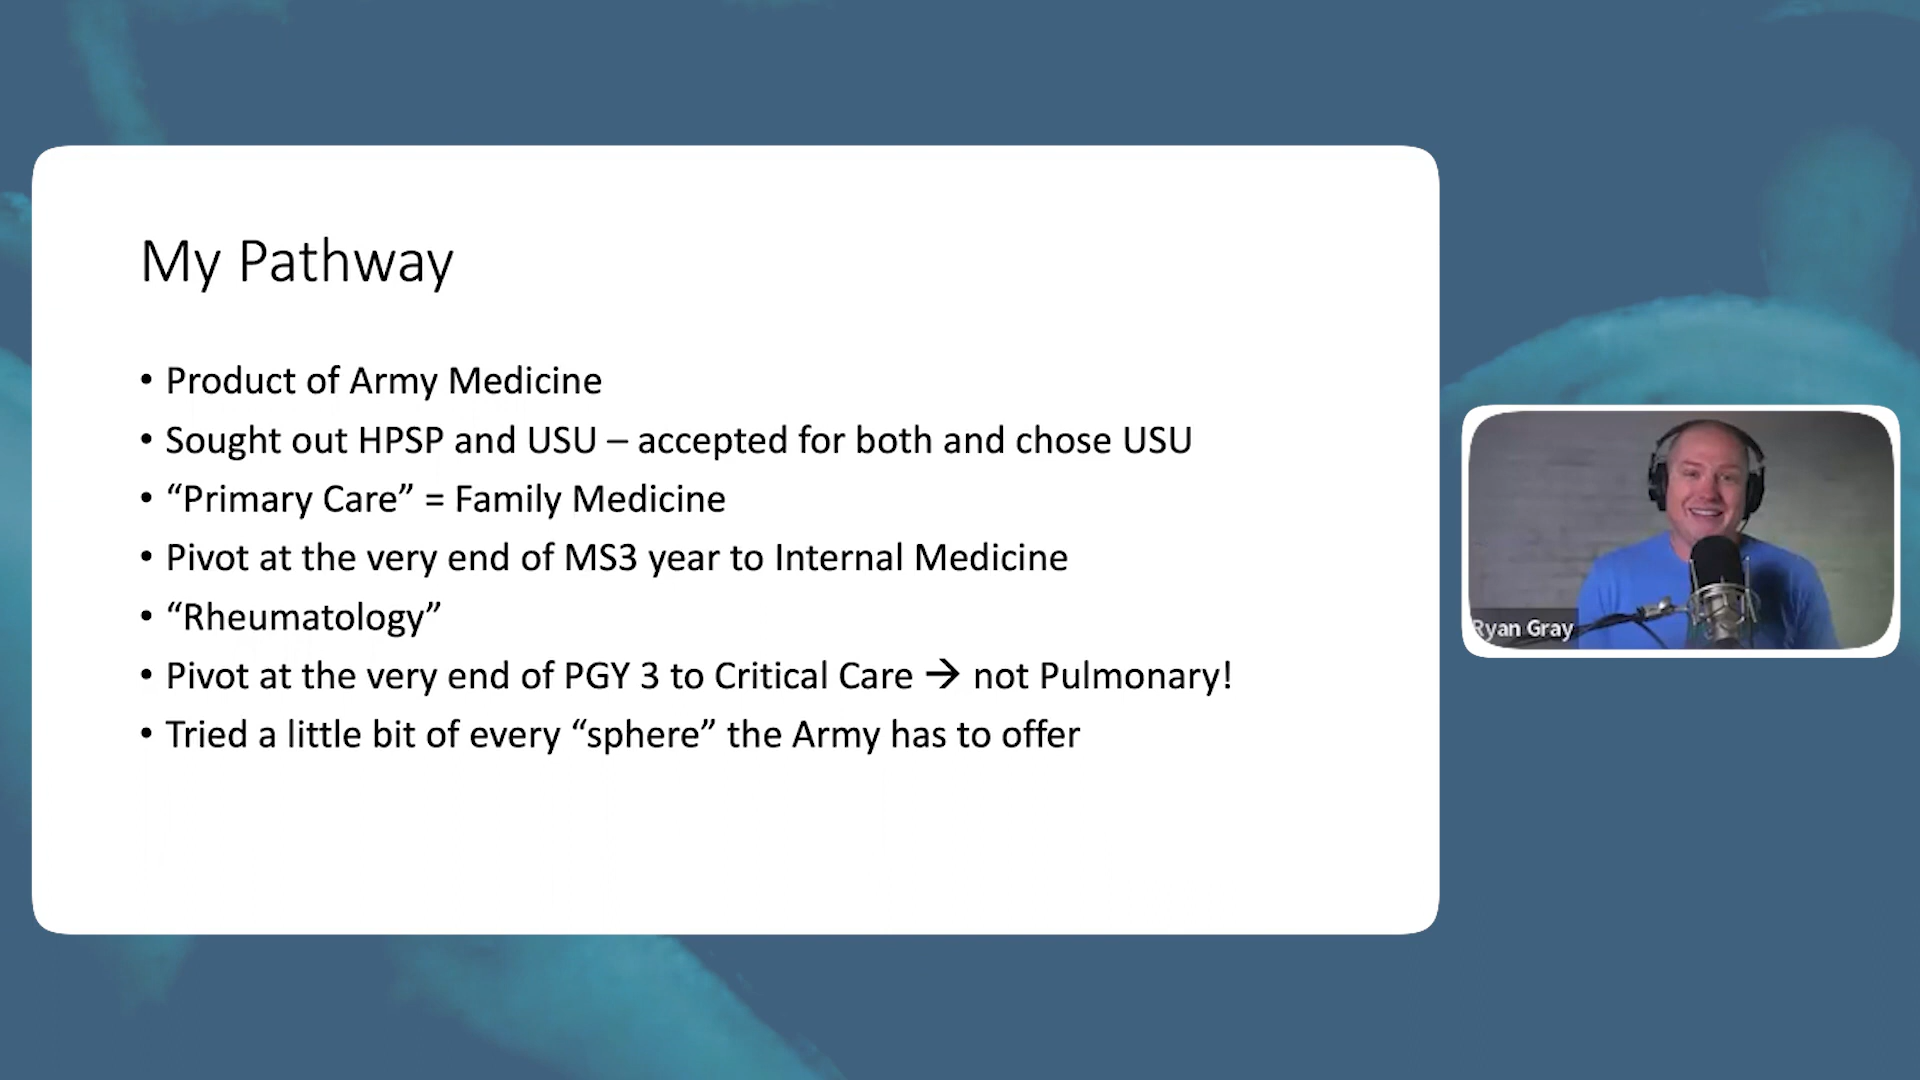 My Pathway
• Product of Army Medicine
• Sought out HPSP and USU – accepted for both and chose USU
• “Primary Care” = Family Medicine
• Pivot at the very end of MS3 year to Internal Medicine
• “Rheumatology”
• Pivot at the very end of PGY 3 to Critical Care → not Pulmonary!
• Tried a little bit of every “sphere” the Army has to offer
Ryan Gray